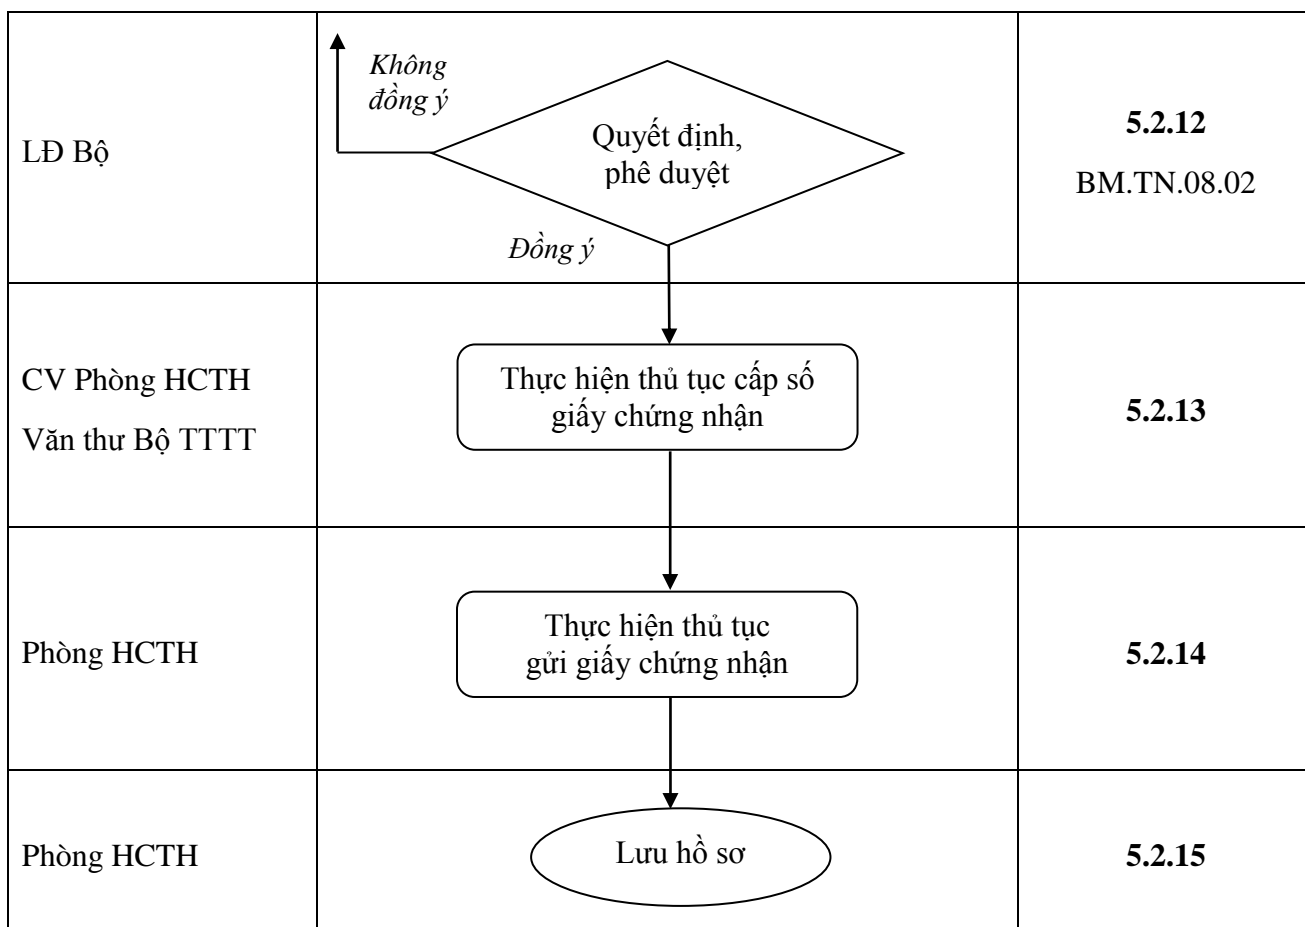 LĐ Bộ
Không
đồng ý
Quyết định,
phê duyệt
Đồng ý
5.2.12
BM.TN.08.02
CV Phòng HCTH
Văn thư Bộ TTTT
Thực hiện thủ tục cấp số
giấy chứng nhận
5.2.13
Phòng HCTH
Thực hiện thủ tục
gửi giấy chứng nhận
5.2.14
Phòng HCTH
Lưu hồ sơ
5.2.15